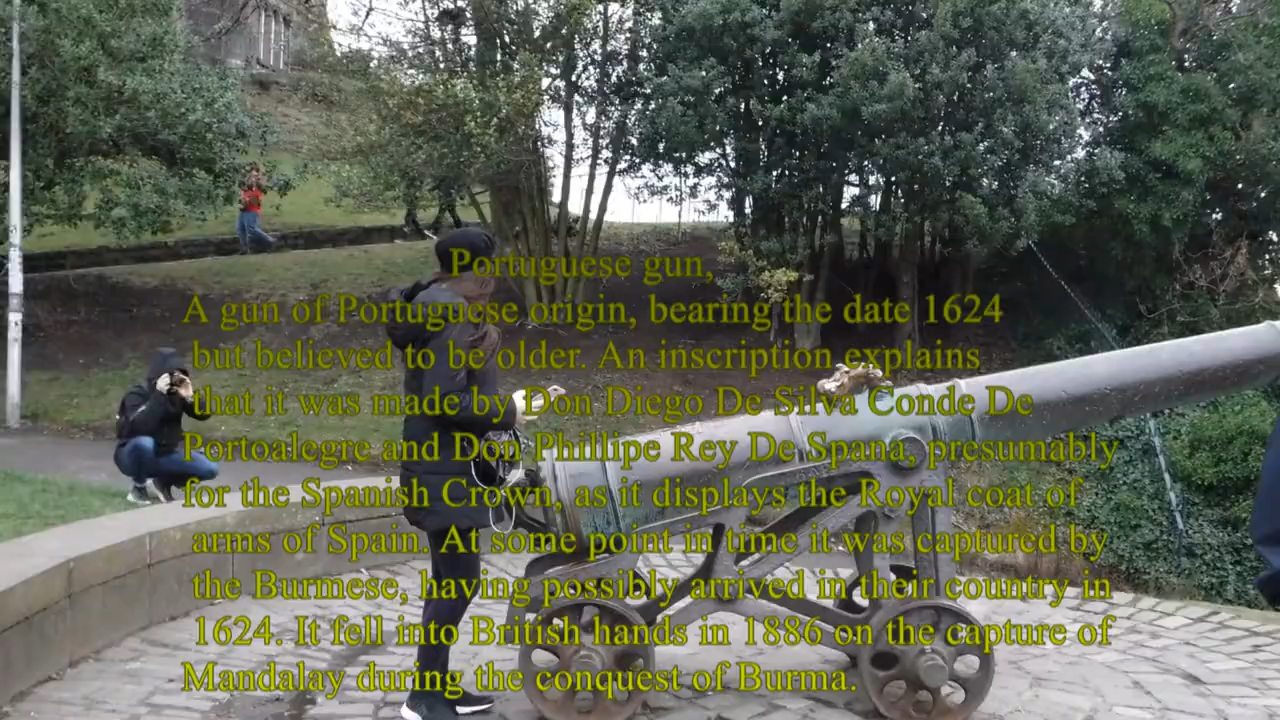 Portuguese gun,
A gun of Portuguese origin, bearing the date 1624
but believed to be older. An inscription explains
that it was made by Don Diego De Silva Conde De
Portoalegre and Don Phillipe Rey De Spana, presumably
for the Spanish Crown, as it displays the Royal coat of
arms of Spain. At some point in time it was captured by
the Burmese, having possibly arrived in their country in
1624. It fell into British hands in 1886 on the capture of
Mandalay during the conquest of Burma.